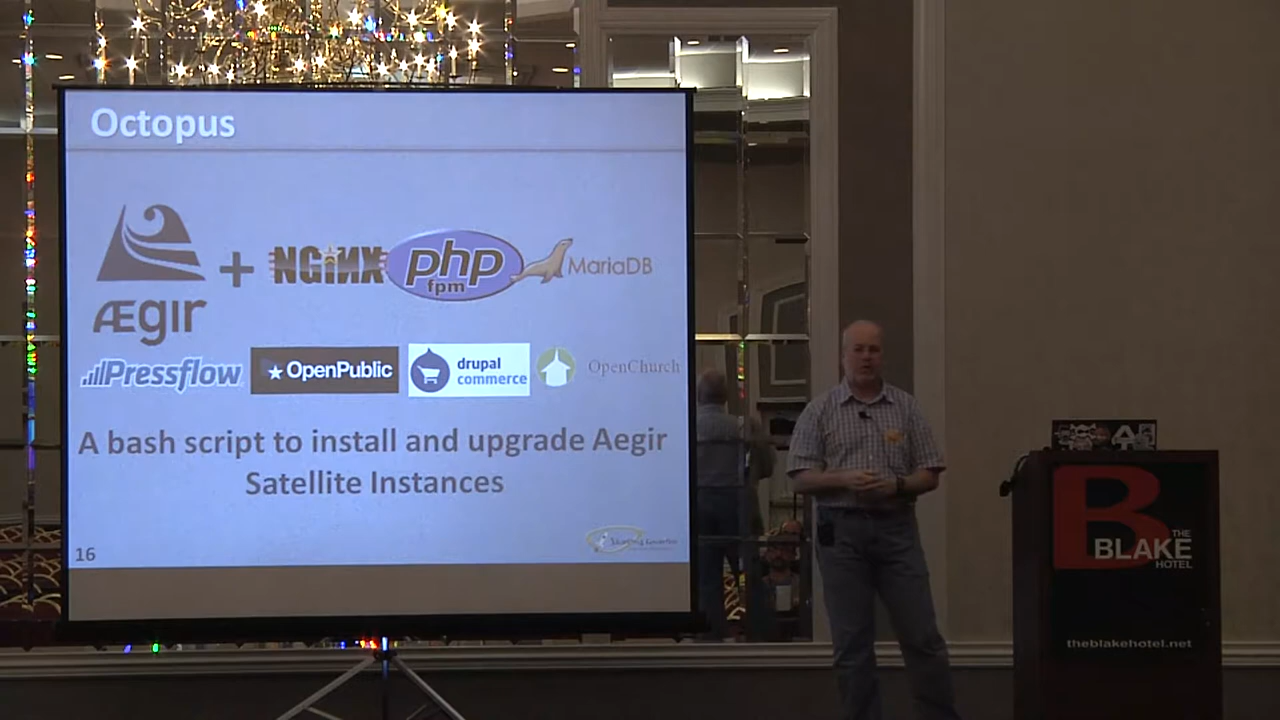 Octopus
ÆGIR
+
NGiNX
php
fpm
MariaDB
Pressflow
OpenPublic
drupal
commerce
OpenChurch
A bash script to install and upgrade Aegir
Satellite Instances
16
B
THE
BLAKE
HOTEL
theblakehotel.net